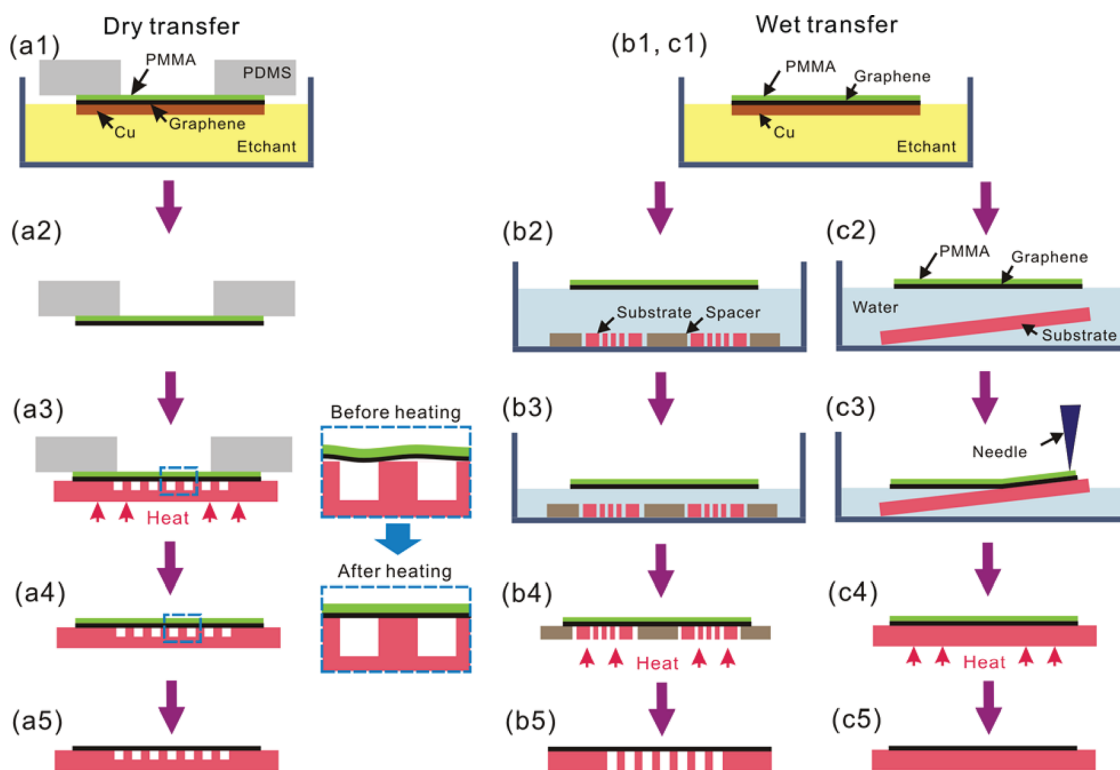 Dry transfer
Wet transfer
(a1)
PMMA
PDMS
Cu
Graphene
Etchant
(b1, c1)
PMMA
Graphene
Cu
Etchant
(a2)
(b2)
Substrate
Spacer
(c2)
PMMA
Graphene
Water
Substrate
(a3)
Heat
Before heating
After heating
(b3)
(c3)
Needle
(a4)
(b4)
Heat
(c4)
Heat
(a5)
(b5)
(c5)